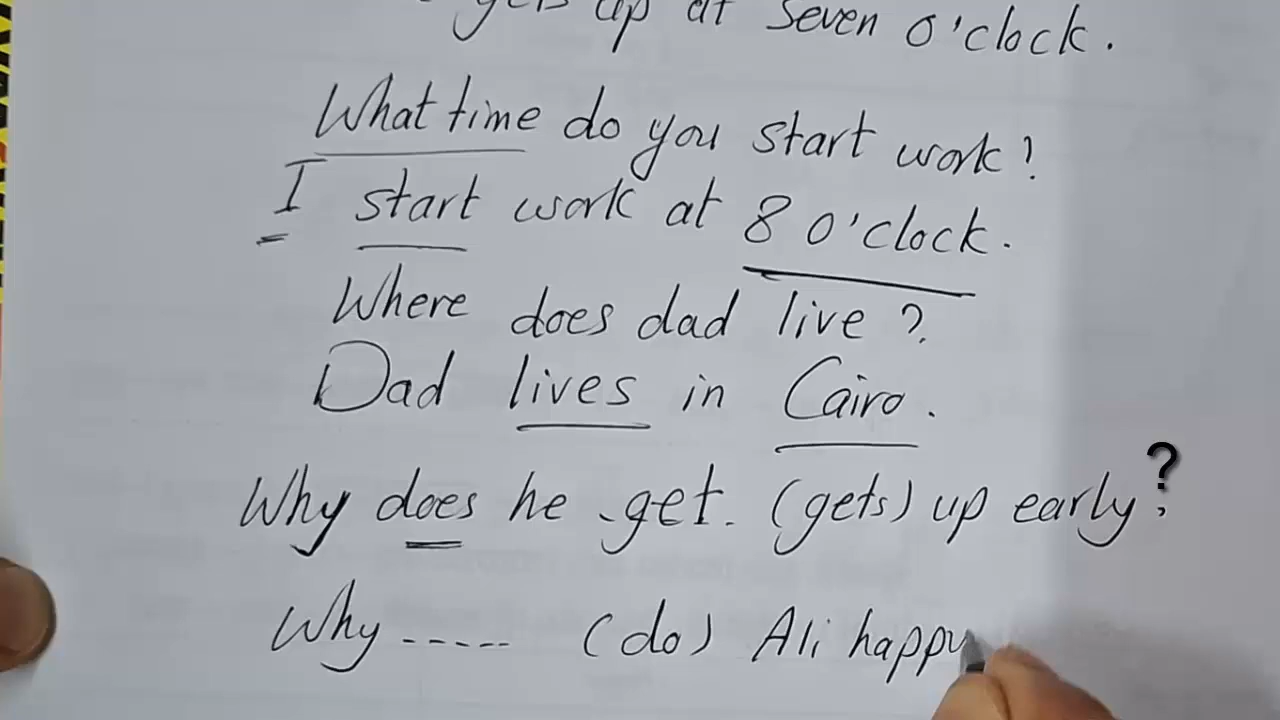 gets up at seven o'clock.
What time do you start work?
I start work at 8 o'clock.
Where does dad live?
Dad lives in Cairo.
Why does he get. (gets) up early?
Why ----- (do) Ali happy